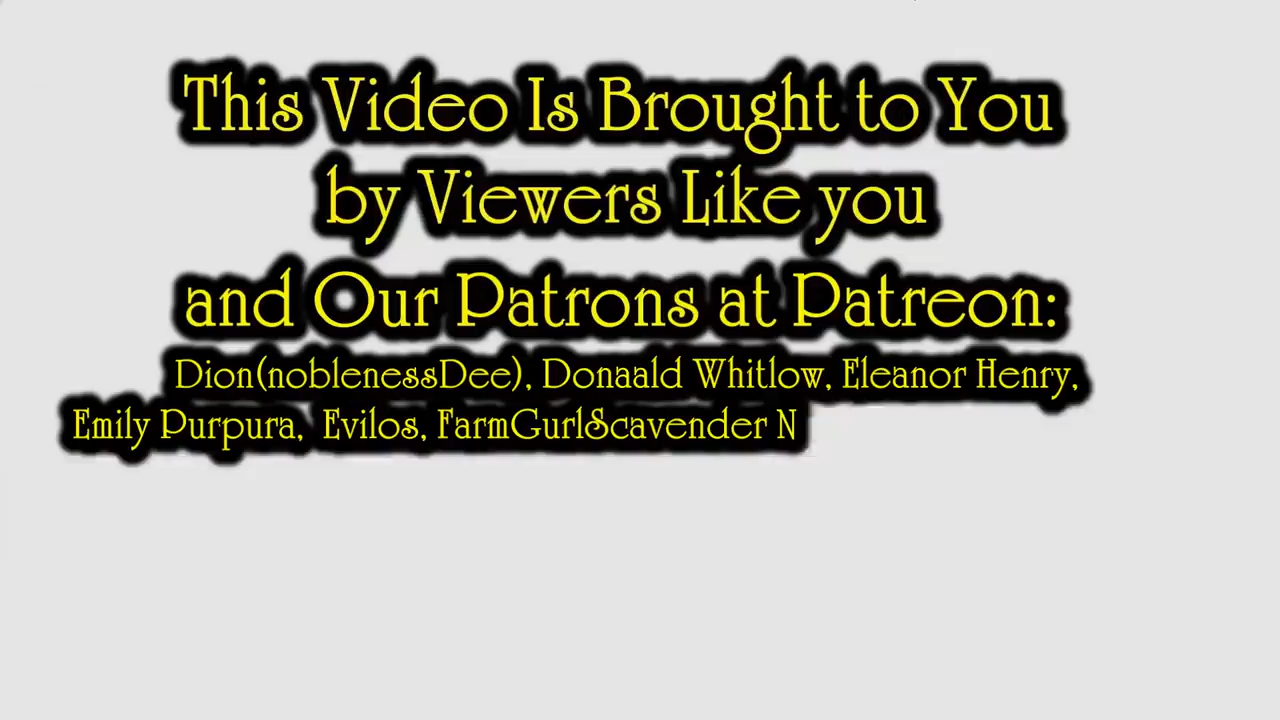 This Video Is Brought to You
by Viewers Like you
and Our Patrons at Patreon:
Dion(noblenessDee), Donaald Whitlow, Eleanor Henry,
Emily Purpura, Evilos, FarmGurlScavender N